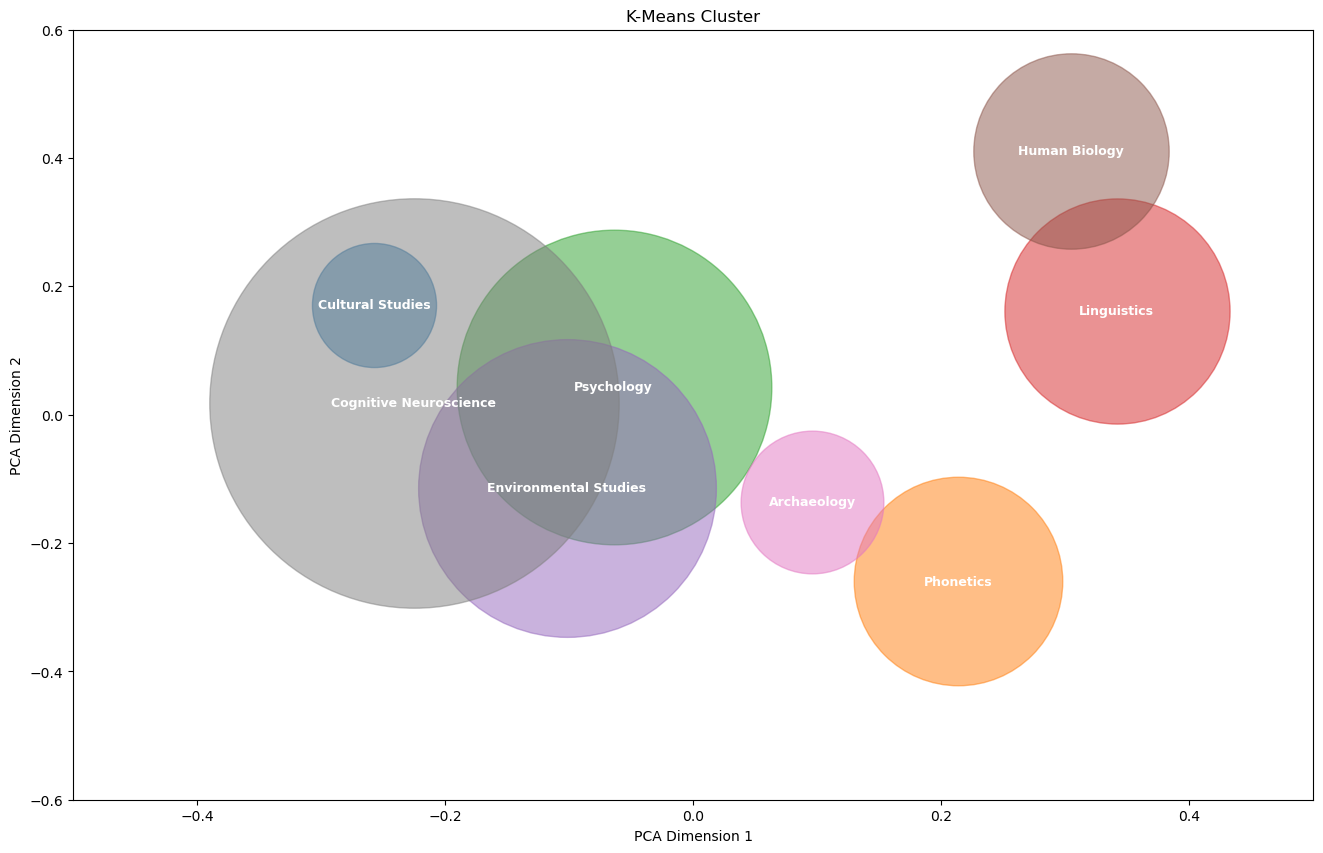 K-Means Cluster
0.6
0.4
0.2
0.0
−0.2
−0.4
−0.6
PCA Dimension 2
Human Biology
Cultural Studies
Linguistics
Psychology
Cognitive Neuroscience
Environmental Studies
Archaeology
Phonetics
−0.4
−0.2
0.0
0.2
0.4
PCA Dimension 1